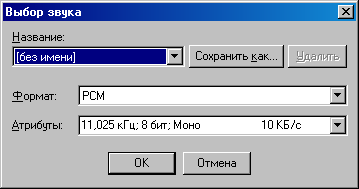 Выбор звука
Название:
[без имени] Сохранить как... Удалить
Формат: PCM
Атрибуты: 11,025 кГц; 8 бит; Моно 10 КБ/с
OK Отмена